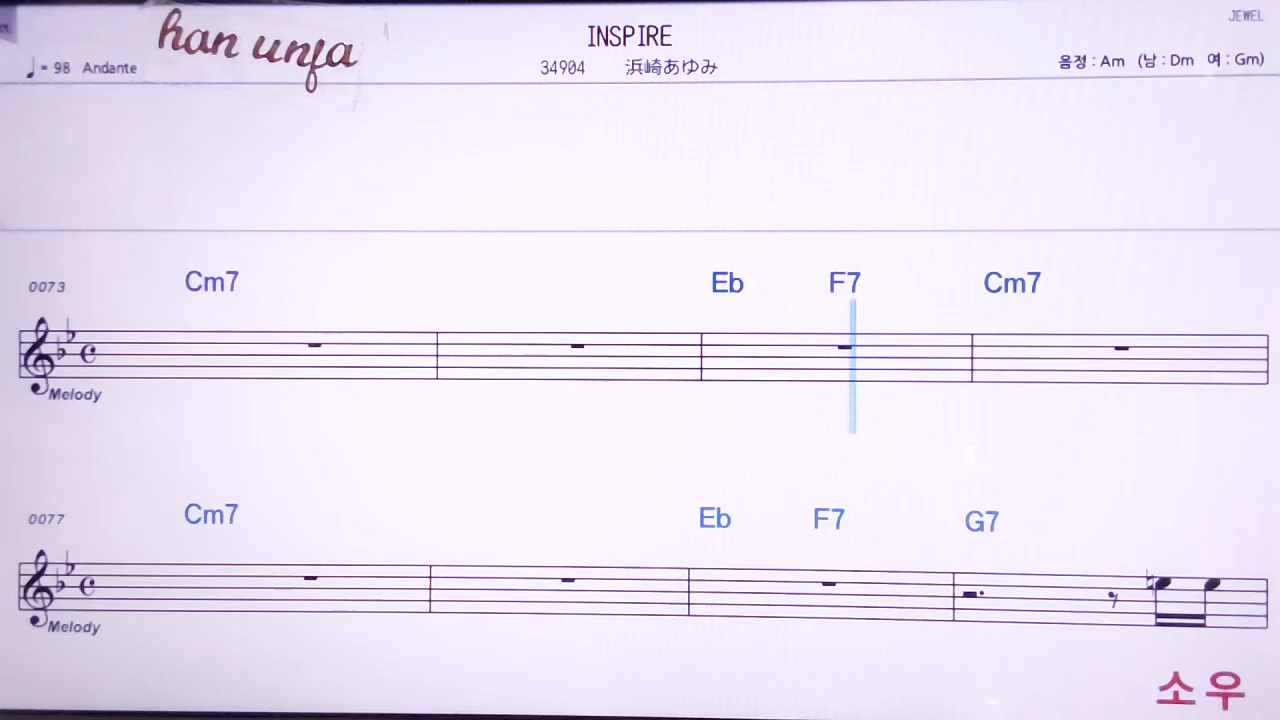 JEWEL
han unja
INSPIRE
♩= 98 Andante
34904 浜崎あゆみ
음정 : Am (남 : Dm 여 : Gm)
0073
Cm7 Eb F7 Cm7
Melody
0077
Cm7 Eb F7 G7
Melody
소우